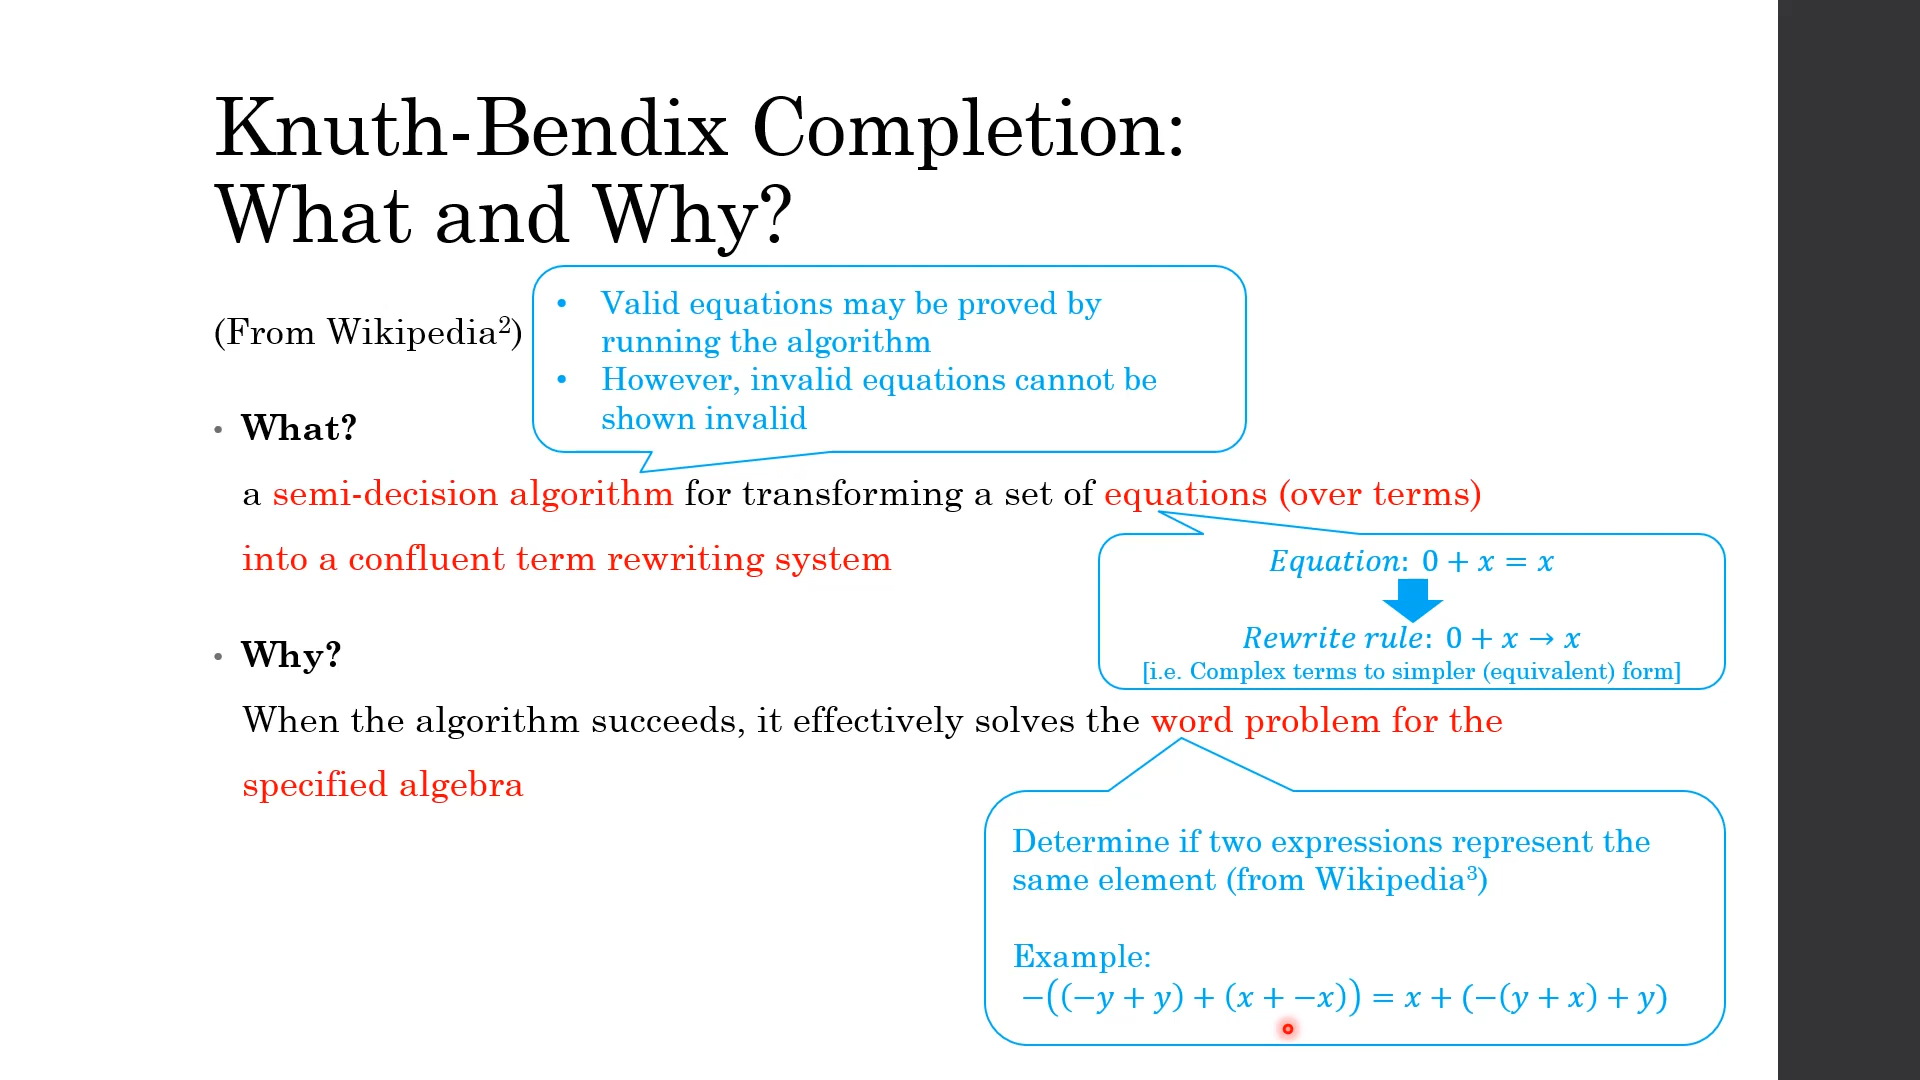 Knuth-Bendix Completion:
What and Why?
(From Wikipedia²)
• Valid equations may be proved by
running the algorithm
• However, invalid equations cannot be
shown invalid
• What?
a semi-decision algorithm for transforming a set of equations (over terms)
into a confluent term rewriting system
Equation: 0 + x = x
Rewrite rule: 0 + x → x
[i.e. Complex terms to simpler (equivalent) form]
• Why?
When the algorithm succeeds, it effectively solves the word problem for the
specified algebra
Determine if two expressions represent the
same element (from Wikipedia³)
Example:
−((−y + y) + (x + −x)) = x + (−(y + x) + y)